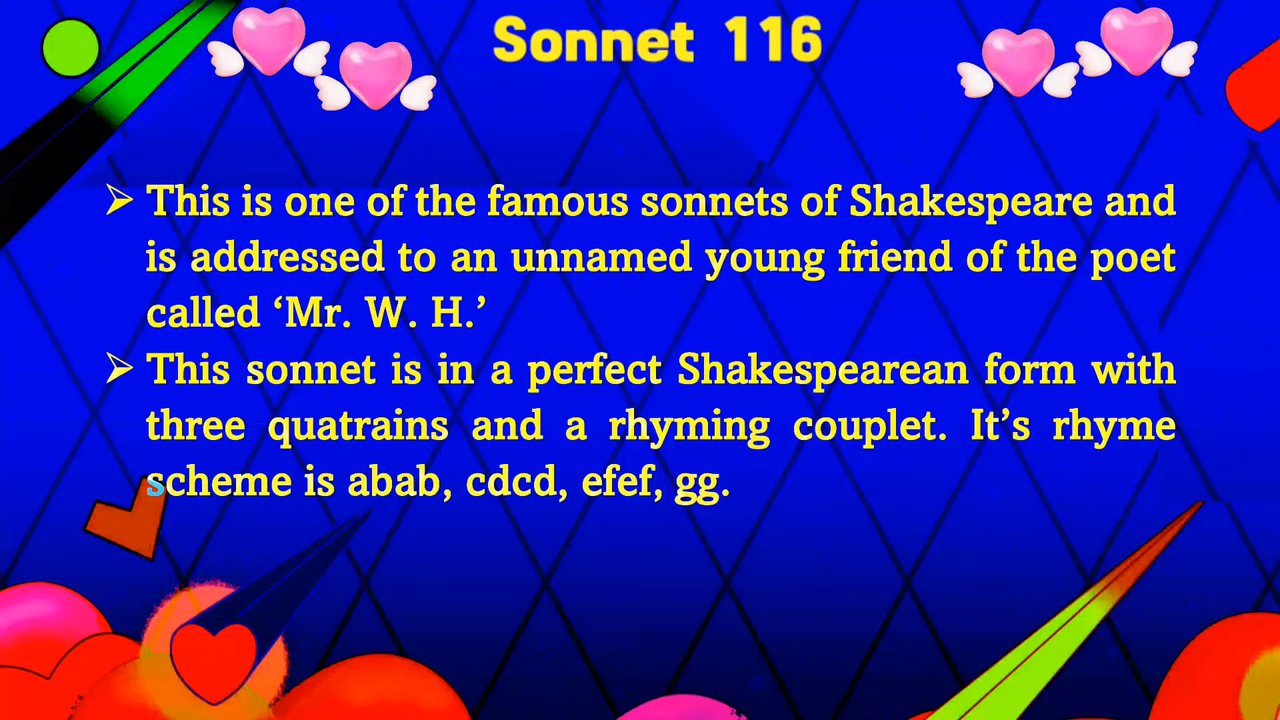 Sonnet 116
➢ This is one of the famous sonnets of Shakespeare and
is addressed to an unnamed young friend of the poet
called ‘Mr. W. H.’
➢ This sonnet is in a perfect Shakespearean form with
three quatrains and a rhyming couplet. It’s rhyme
scheme is abab, cdcd, efef, gg.